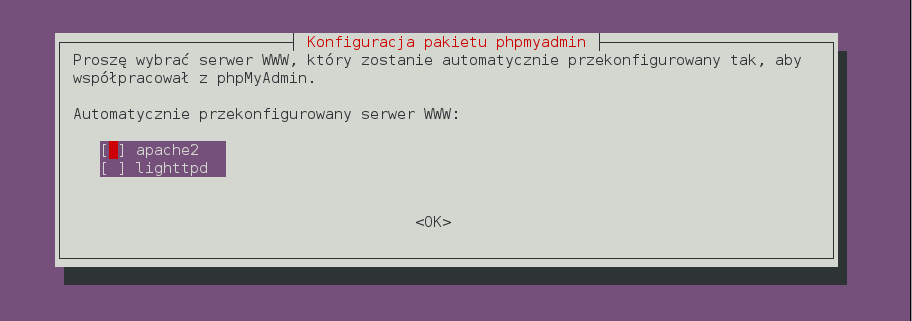 Konfiguracja pakietu phpmyadmin
Proszę wybrać serwer WWW, który zostanie automatycznie przekonfigurowany tak, aby
współpracował z phpMyAdmin.
Automatycznie przekonfigurowany serwer WWW:
[ ] apache2
[ ] lighttpd
<OK>